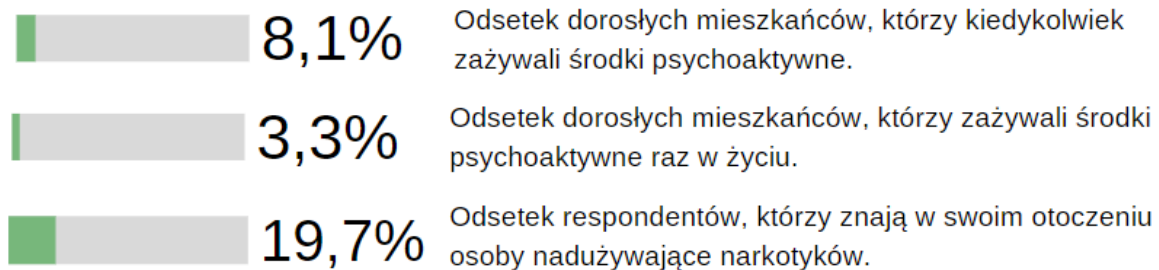 8,1%
Odsetek dorosłych mieszkańców, którzy kiedykolwiek
zażywali środki psychoaktywne.
3,3%
Odsetek dorosłych mieszkańców, którzy zażywali środki
psychoaktywne raz w życiu.
19,7%
Odsetek respondentów, którzy znają w swoim otoczeniu
osoby nadużywające narkotyków.